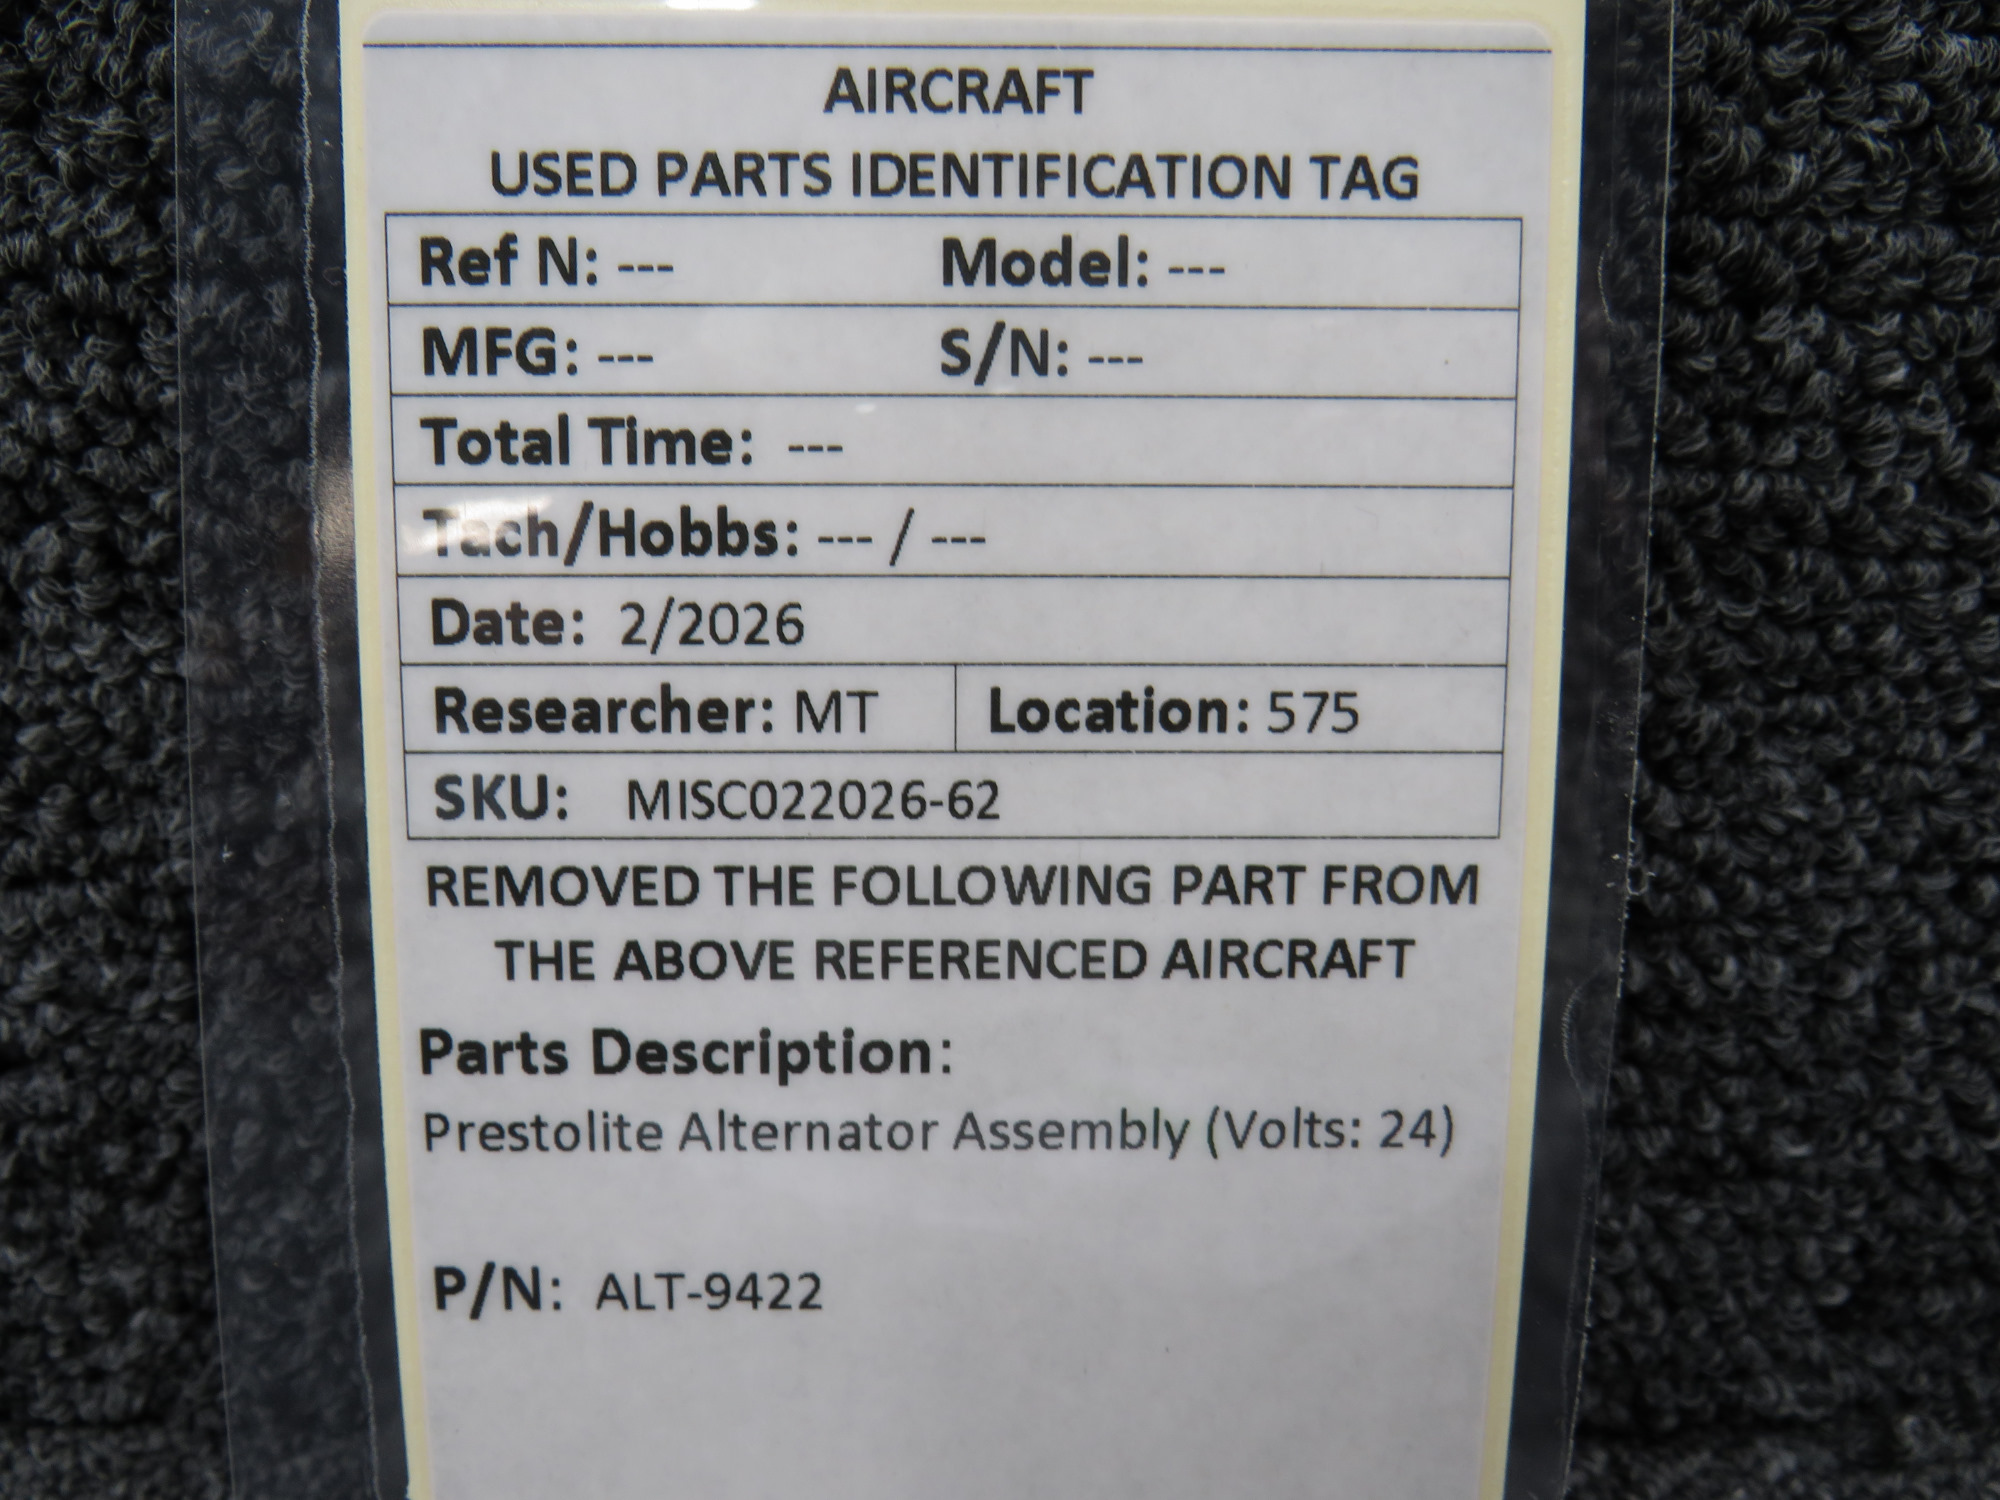 AIRCRAFT
USED PARTS IDENTIFICATION TAG
Ref N: --- Model: ---
MFG: --- S/N: ---
Total Time: ---
Tach/Hobbs: --- / ---
Date: 2/2026
Researcher: MT Location: 575
SKU: MISC022026-62
REMOVED THE FOLLOWING PART FROM
THE ABOVE REFERENCED AIRCRAFT
Parts Description:
Prestolite Alternator Assembly (Volts: 24)
P/N: ALT-9422